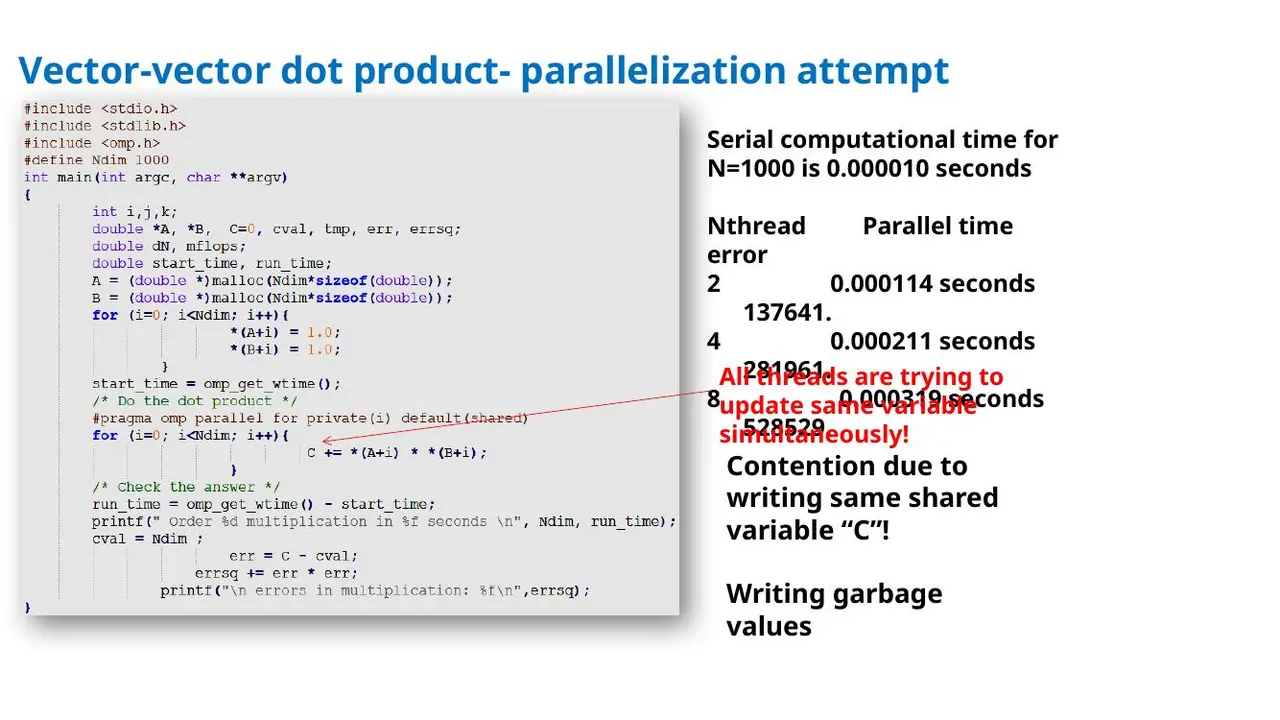 Vector-vector dot product- parallelization attempt
#include <stdio.h>
#include <stdlib.h>
#include <omp.h>
#define Ndim 1000
int main(int argc, char **argv)
{
int i,j,k;
double *A, *B,  C=0, cval, tmp, err, errsq;
double dN, mflops;
double start_time, run_time;
A = (double *)malloc(Ndim*sizeof(double));
B = (double *)malloc(Ndim*sizeof(double));
for (i=0; i<Ndim; i++){
*(A+i) = 1.0;
*(B+i) = 1.0;
}
start_time = omp_get_wtime();
/* Do the dot product */
#pragma omp parallel for private(i) default(shared)
for (i=0; i<Ndim; i++){
C += *(A+i) * *(B+i);
}
/* Check the answer */
run_time = omp_get_wtime() - start_time;
printf(" Order %d multiplication in %f seconds \n", Ndim, run_time);
cval = Ndim ;
err = C - cval;
errsq += err * err;
printf("\n errors in multiplication: %f\n",errsq);
}
Serial computational time for
N=1000 is 0.000010 seconds
Nthread Parallel time
error
2 0.000114 seconds
137641.
4 0.000211 seconds
281961.
8 0.000319 seconds
528529
All threads are trying to
update same variable
simultaneously!
Contention due to
writing same shared
variable “C”!
Writing garbage
values